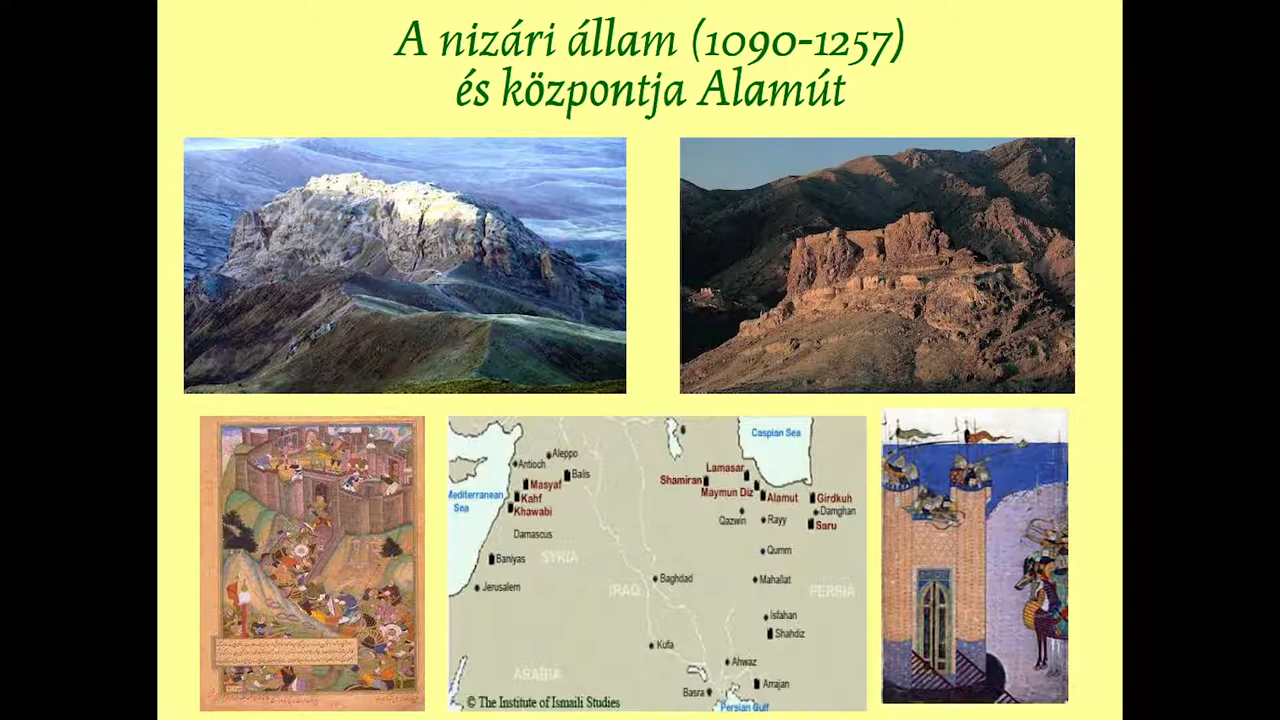 A nizári állam (1090-1257)
és központja Alamút
Caspian Sea
Aleppo
Antioch
Balis
Lamasar
Shamiran
Masyaf
Mediterranean
Sea
Kahf
Khawabi
Maymun Diz
Alamut
Girdkuh
Damghan
Qazwin
Rayy
Saru
Damascus
SYRIA
Baniyas
Qumm
Jerusalem
IRAQ
Baghdad
Mahallat
PERSIA
Isfahan
Shahdiz
Kufa
Ahwaz
ARABIA
Basra
Arrajan
© The Institute of Ismaili Studies
Persian Gulf